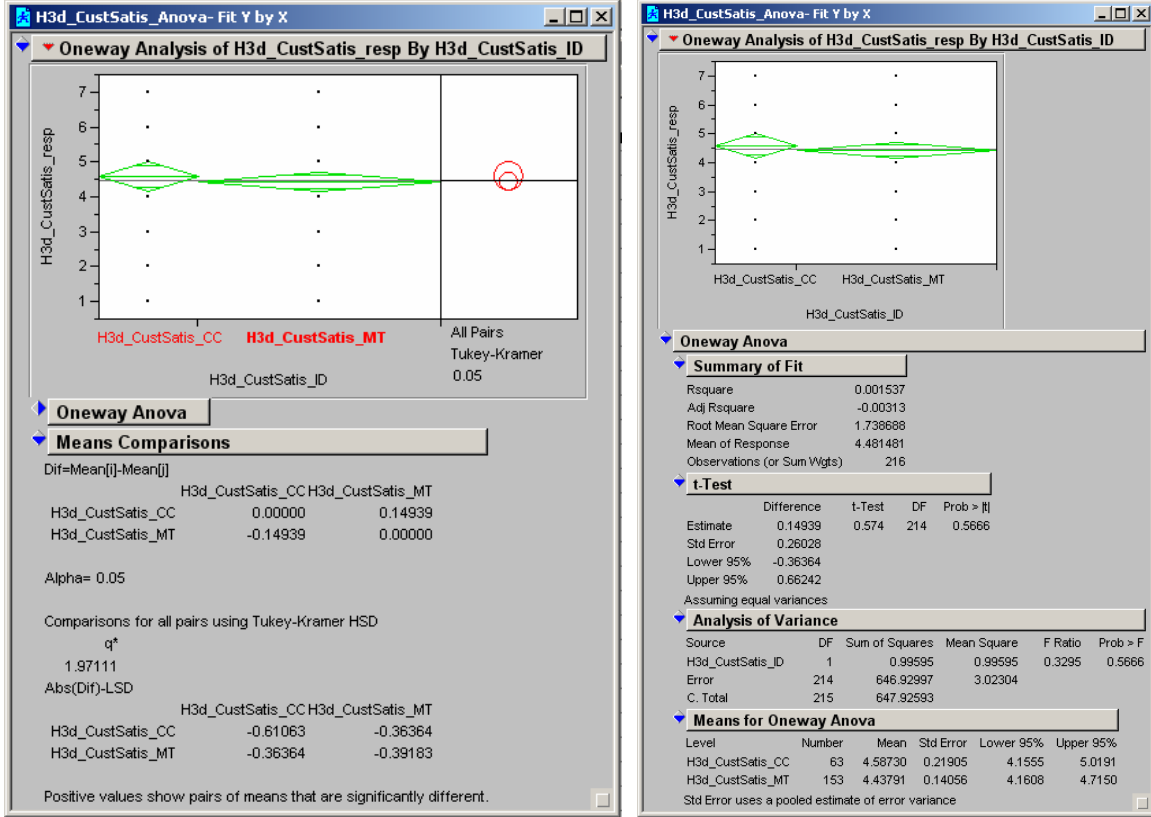 H3d_CustSatis_Anova- Fit Y by X
Oneway Analysis of H3d_CustSatis_resp By H3d_CustSatis_ID
H3d_CustSatis_resp
7
6
5
4
3
2
1
H3d_CustSatis_CC H3d_CustSatis_MT
All Pairs
Tukey-Kramer
0.05
H3d_CustSatis_ID
Oneway Anova
Means Comparisons
Dif=Mean[i]-Mean[j]
H3d_CustSatis_CC H3d_CustSatis_MT
H3d_CustSatis_CC 0.00000 0.14939
H3d_CustSatis_MT -0.14939 0.00000
Alpha= 0.05
Comparisons for all pairs using Tukey-Kramer HSD
q*
1.97111
Abs(Dif)-LSD
H3d_CustSatis_CC H3d_CustSatis_MT
H3d_CustSatis_CC -0.61063 -0.36364
H3d_CustSatis_MT -0.36364 -0.39183
Positive values show pairs of means that are significantly different.
H3d_CustSatis_Anova- Fit Y by X
Oneway Analysis of H3d_CustSatis_resp By H3d_CustSatis_ID
H3d_CustSatis_resp
7
6
5
4
3
2
1
H3d_CustSatis_CC H3d_CustSatis_MT
H3d_CustSatis_ID
Oneway Anova
Summary of Fit
Rsquare 0.001537
Adj Rsquare -0.00313
Root Mean Square Error 1.738688
Mean of Response 4.481481
Observations (or Sum Wgts) 216
t-Test
Difference t-Test DF Prob > |t|
Estimate 0.14939 0.574 214 0.5666
Std Error 0.26028
Lower 95% -0.36364
Upper 95% 0.66242
Assuming equal variances
Analysis of Variance
Source DF Sum of Squares Mean Square F Ratio Prob > F
H3d_CustSatis_ID 1 0.99595 0.99595 0.3295 0.5666
Error 214 646.92997 3.02304
C. Total 215 647.92593
Means for Oneway Anova
Level Number Mean Std Error Lower 95% Upper 95%
H3d_CustSatis_CC 63 4.58730 0.21905 4.1555 5.0191
H3d_CustSatis_MT 153 4.43791 0.14056 4.1608 4.7150
Std Error uses a pooled estimate of error variance